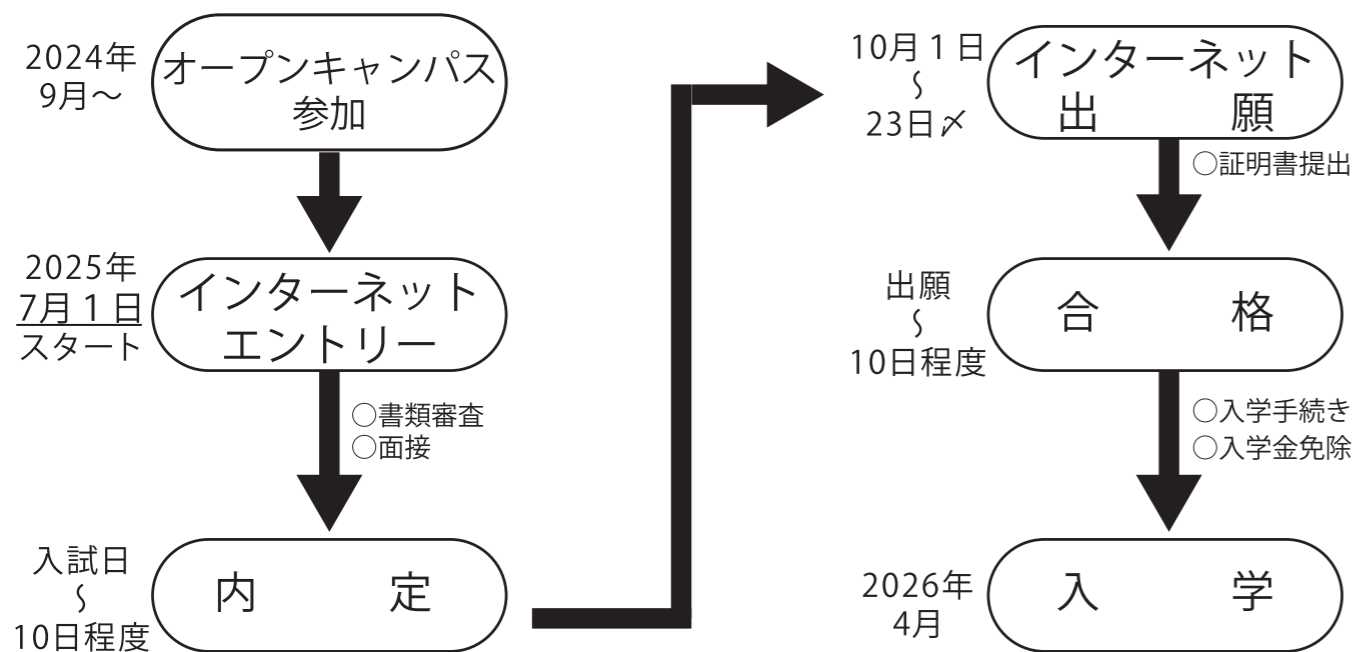 2024年
9月～
オープンキャンパス
参加
2025年
7月１日
スタート
インターネット
エントリー
○書類審査
○面接
入試日
～
10日程度
内　定
10月１日
～
23日〆
インターネット
出　願
○証明書提出
出願
～
10日程度
合　格
○入学手続き
○入学金免除
2026年
4月
入　学